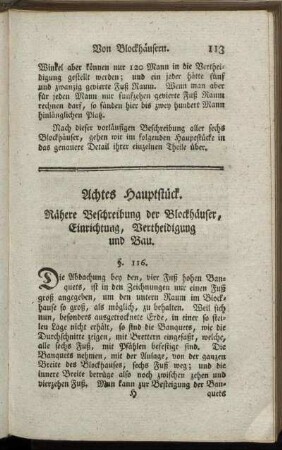 Von Blockhäusern. 113
Winkel aber können nur 120 Mann in die Verthei-
digung gestellt werden; und ein jeder hätte fünf
und zwanzig gevierte Fuß Raum. Wenn man aber
für jeden Mann nur funfzehen gevierte Fuß Raum
rechnen darf, so fänden hier bis zwey hundert Mann
hinlänglichen Platz.
Nach dieser vorläufigen Beschreibung aller sechs
Blockhäuser, gehen wir im folgenden Hauptstücke in
das genauere Detail ihrer einzelnen Theile über.
Achtes Hauptstück.
Nähere Beschreibung der Blockhäuser,
Einrichtung, Vertheidigung
und Bau.
§. 116.
Die Abdachung bey den, vier Fuß hohen Ban-
quets, ist in den Zeichnungen nur einen Fuß
groß angegeben, um den untern Raum im Block-
hause so groß, als möglich, zu behalten. Weil sich
nun, besonders ausgetrocknete Erde, in einer so stei-
len Lage nicht erhält, so sind die Banquets, wie die
Durchschnitte zeigen, mit Brettern eingefaßt, welche,
alle sechs Fuß, mit Pfählen befestigt sind. Die
Banquets nehmen, mit der Anlage, von der ganzen
Breite des Blockhauses, sechs Fuß weg; und die
innere Breite betrüge also noch zwischen zehen und
vierzehen Fuß. Man kann zur Besteigung der Ban-
H quets